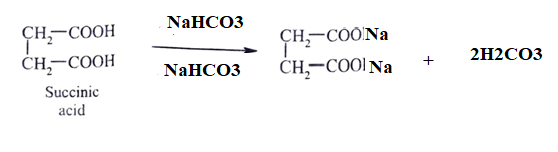 NaHCO3
CH₂—COOH
CH₂—COOH
NaHCO3
Succinic
acid
CH₂—COONa
CH₂—COONa
+
2H2CO3